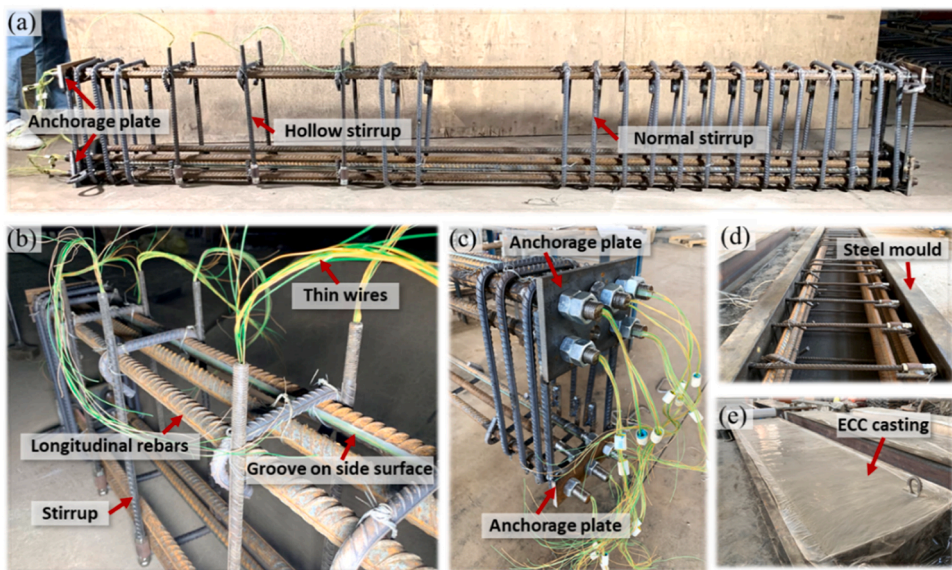 (a)
Anchorage plate
Hollow stirrup
Normal stirrup
(b)
Thin wires
Longitudinal rebars
Groove on side surface
Stirrup
(c)
Anchorage plate
Anchorage plate
(d)
Steel mould
(e)
ECC casting